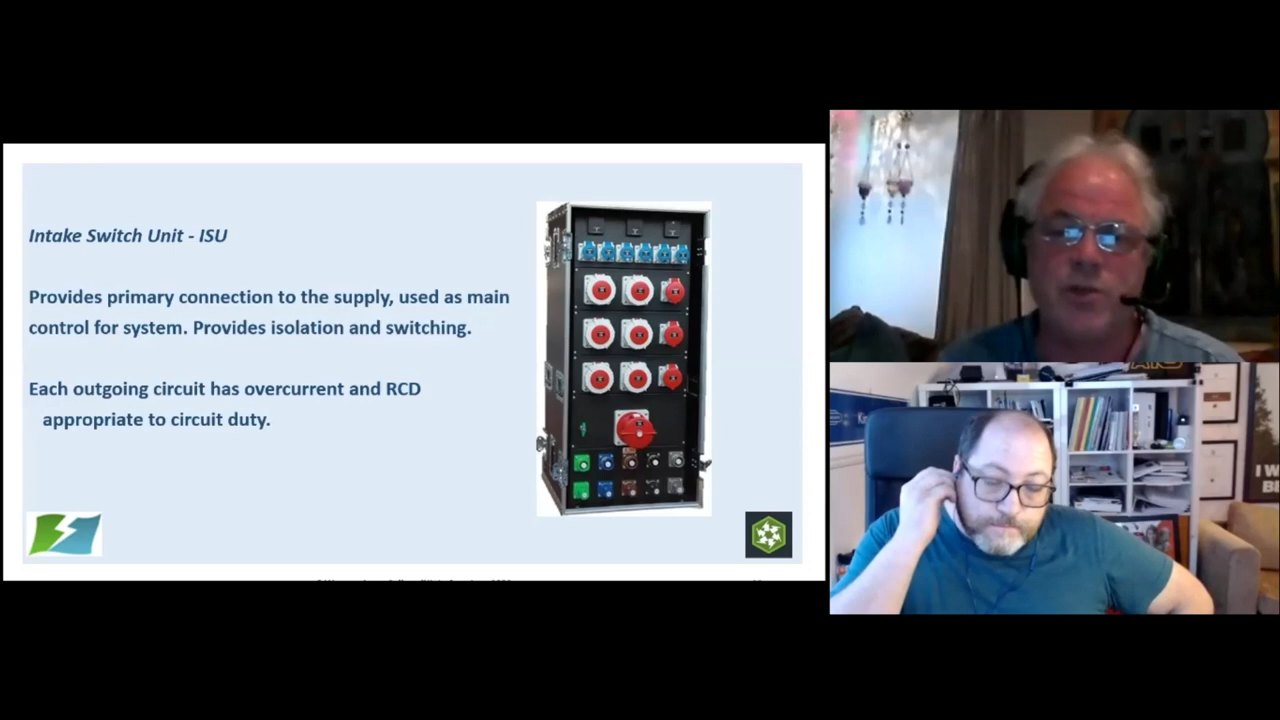 Intake Switch Unit - ISU
Provides primary connection to the supply, used as main
control for system. Provides isolation and switching.
Each outgoing circuit has overcurrent and RCD
appropriate to circuit duty.